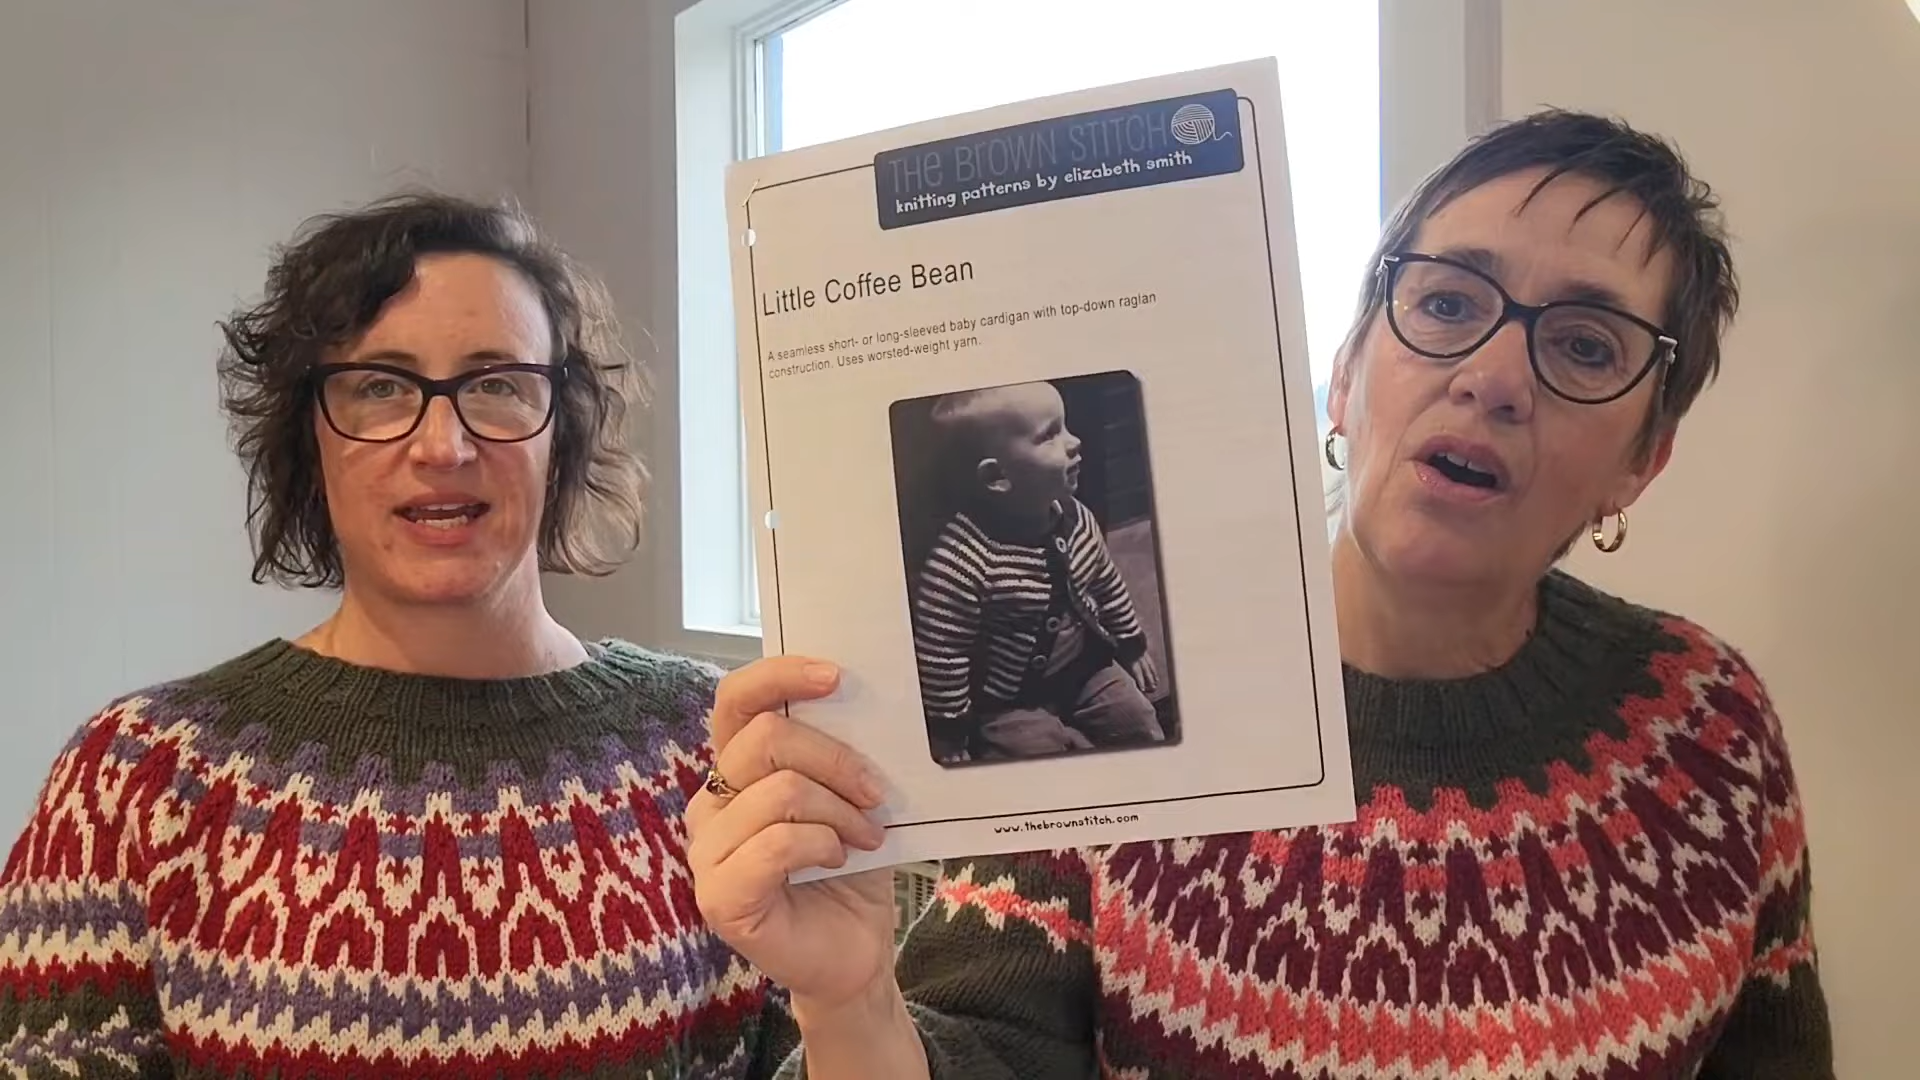 THE BROWN STITCH
knitting patterns by elizabeth smith
Little Coffee Bean
A seamless short- or long-sleeved baby cardigan with top-down raglan
construction. Uses worsted-weight yarn.
www.thebrownstitch.com